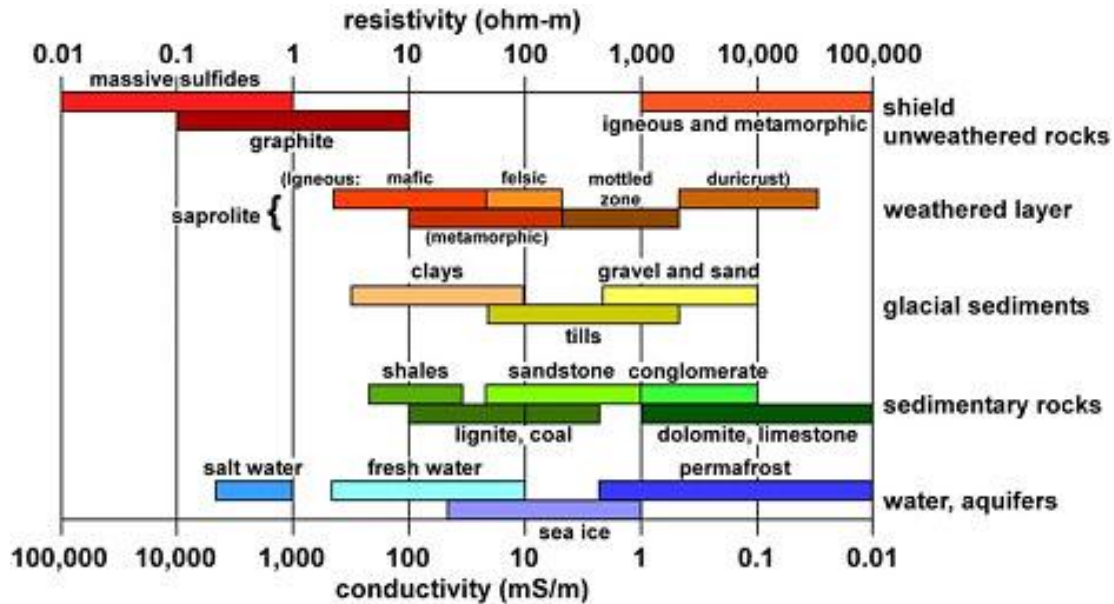 resistivity (ohm-m)
0.01 0.1 1 10 100 1,000 10,000 100,000
massive sulfides
graphite
igneous and metamorphic
shield
unweathered rocks
(Igneous: mafic felsic mottled zone duricrust)
saprolite {
(metamorphic)
weathered layer
clays gravel and sand
tills
glacial sediments
shales sandstone conglomerate
lignite, coal dolomite, limestone
sedimentary rocks
salt water fresh water permafrost
sea ice
water, aquifers
100,000 10,000 1,000 100 10 1 0.1 0.01
conductivity (mS/m)